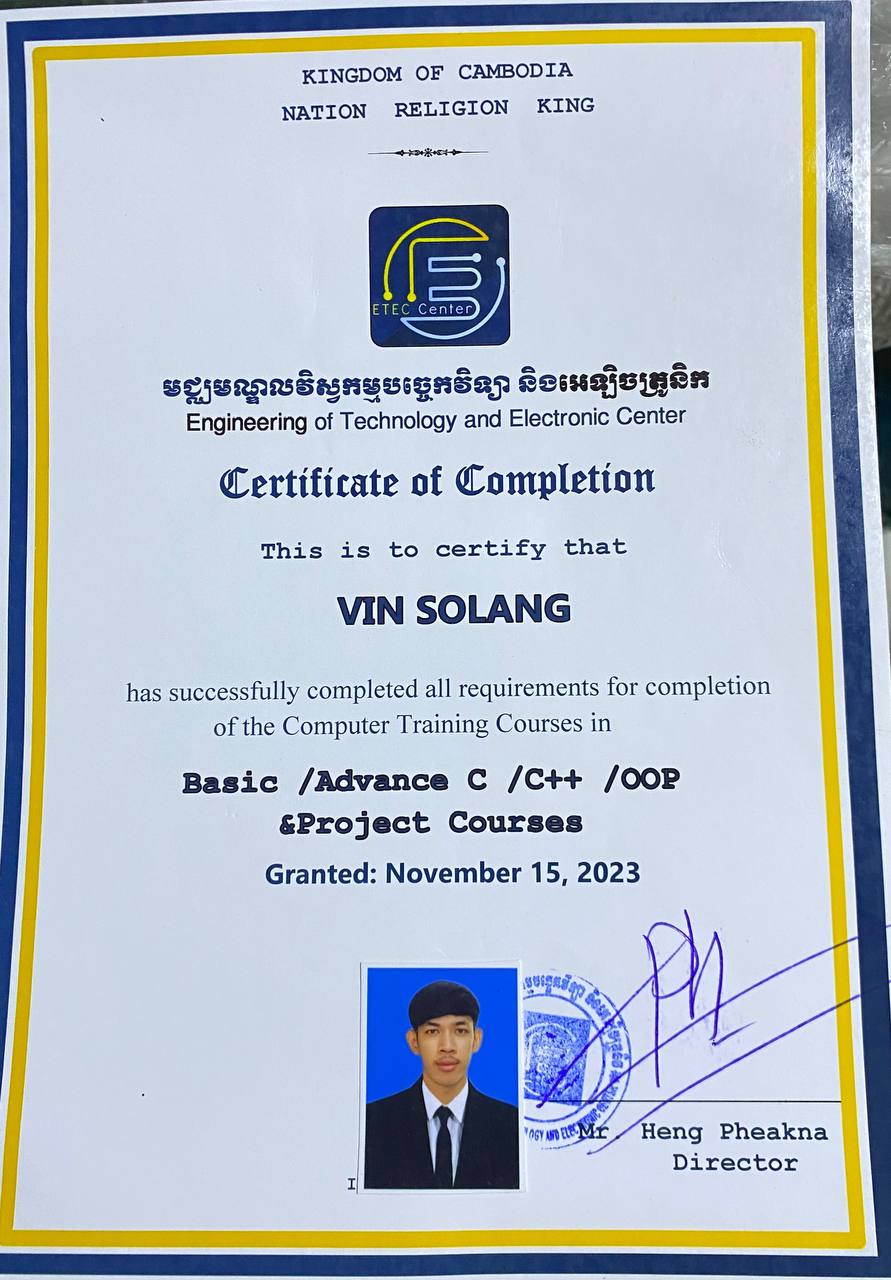 KINGDOM OF CAMBODIA
NATION RELIGION KING
ETEC Center
មជ្ឈមណ្ឌលវិស្វកម្មបច្ចេកវិទ្យា និងអេឡិចត្រូនិក
Engineering of Technology and Electronic Center
Certificate of Completion
This is to certify that
VIN SOLANG
has successfully completed all requirements for completion
of the Computer Training Courses in
Basic /Advance C /C++ /OOP
&Project Courses
Granted: November 15, 2023
Mr. Heng Pheakna
Director